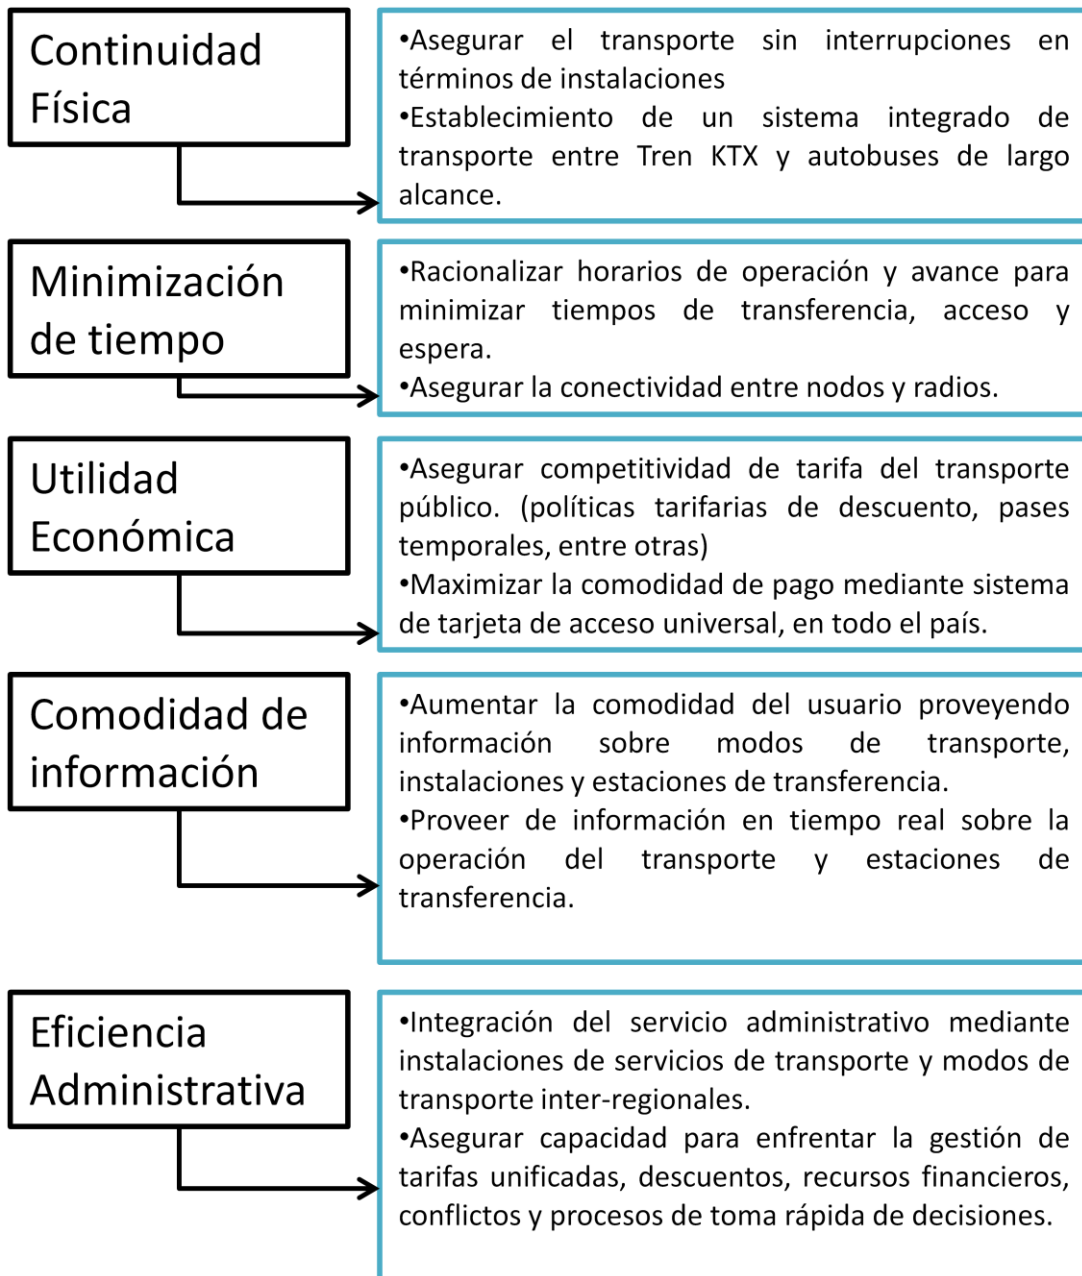 Continuidad
Física
•Asegurar el transporte sin interrupciones en
términos de instalaciones
•Establecimiento de un sistema integrado de
transporte entre Tren KTX y autobuses de largo
alcance.
Minimización
de tiempo
•Racionalizar horarios de operación y avance para
minimizar tiempos de transferencia, acceso y
espera.
•Asegurar la conectividad entre nodos y radios.
Utilidad
Económica
•Asegurar competitividad de tarifa del transporte
público. (políticas tarifarias de descuento, pases
temporales, entre otras)
•Maximizar la comodidad de pago mediante sistema
de tarjeta de acceso universal, en todo el país.
Comodidad de
información
•Aumentar la comodidad del usuario proveyendo
información sobre modos de transporte,
instalaciones y estaciones de transferencia.
•Proveer de información en tiempo real sobre la
operación del transporte y estaciones de
transferencia.
Eficiencia
Administrativa
•Integración del servicio administrativo mediante
instalaciones de servicios de transporte y modos de
transporte inter-regionales.
•Asegurar capacidad para enfrentar la gestión de
tarifas unificadas, descuentos, recursos financieros,
conflictos y procesos de toma rápida de decisiones.